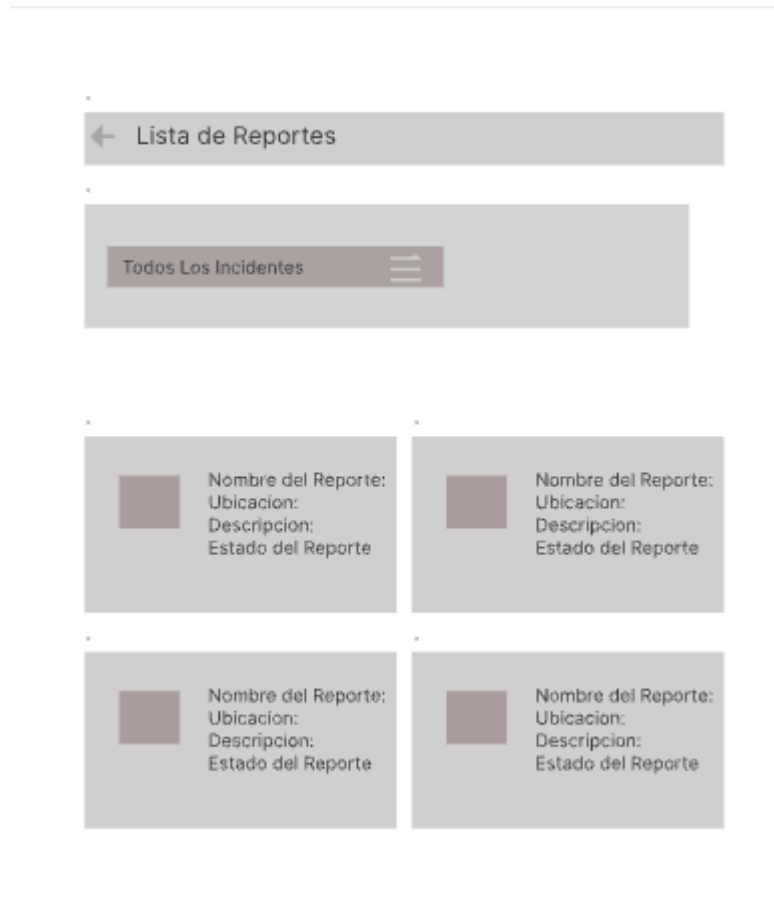 Lista de Reportes
Todos Los Incidentes
Nombre del Reporte:
Ubicacion:
Descripcion:
Estado del Reporte
Nombre del Reporte:
Ubicacion:
Descripcion:
Estado del Reporte
Nombre del Reporte:
Ubicacion:
Descripcion:
Estado del Reporte
Nombre del Reporte:
Ubicacion:
Descripcion:
Estado del Reporte